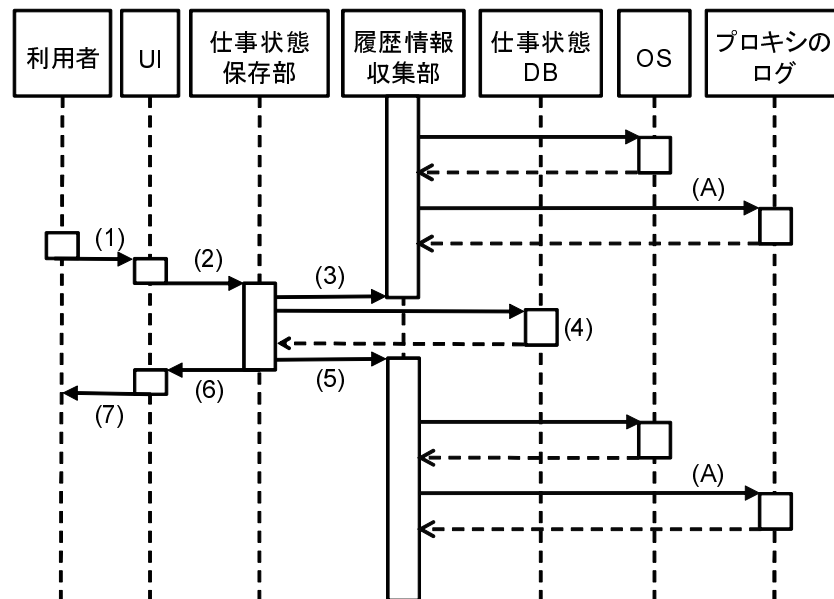 利用者
UI
仕事状態
保存部
履歴情報
収集部
仕事状態
DB
OS
プロキシの
ログ
(A)
(1)
(2)
(3)
(4)
(5)
(6)
(7)
(A)